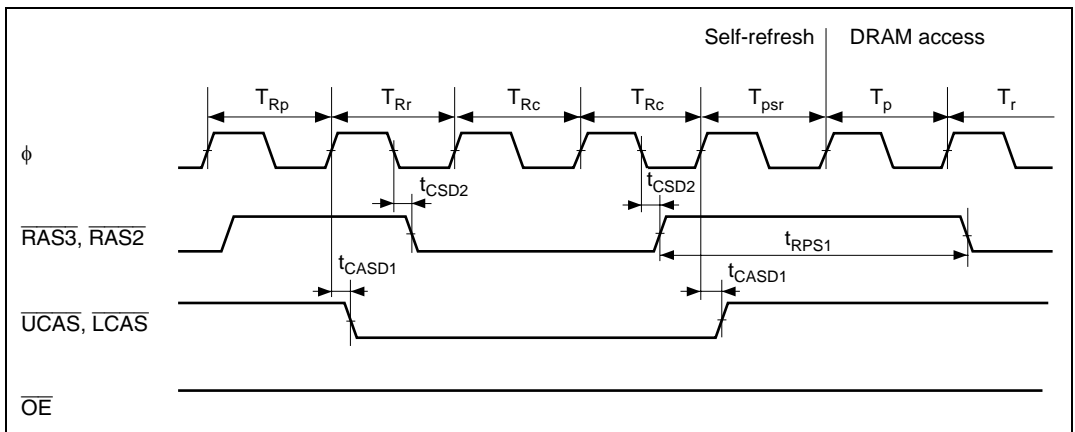 Self-refresh DRAM access
TRp TRr TRc TRc Tpsr Tp Tr
ϕ
tCSD2 tCSD2
RAS3, RAS2
tRPS1
tCASD1 tCASD1
UCAS, LCAS
OE